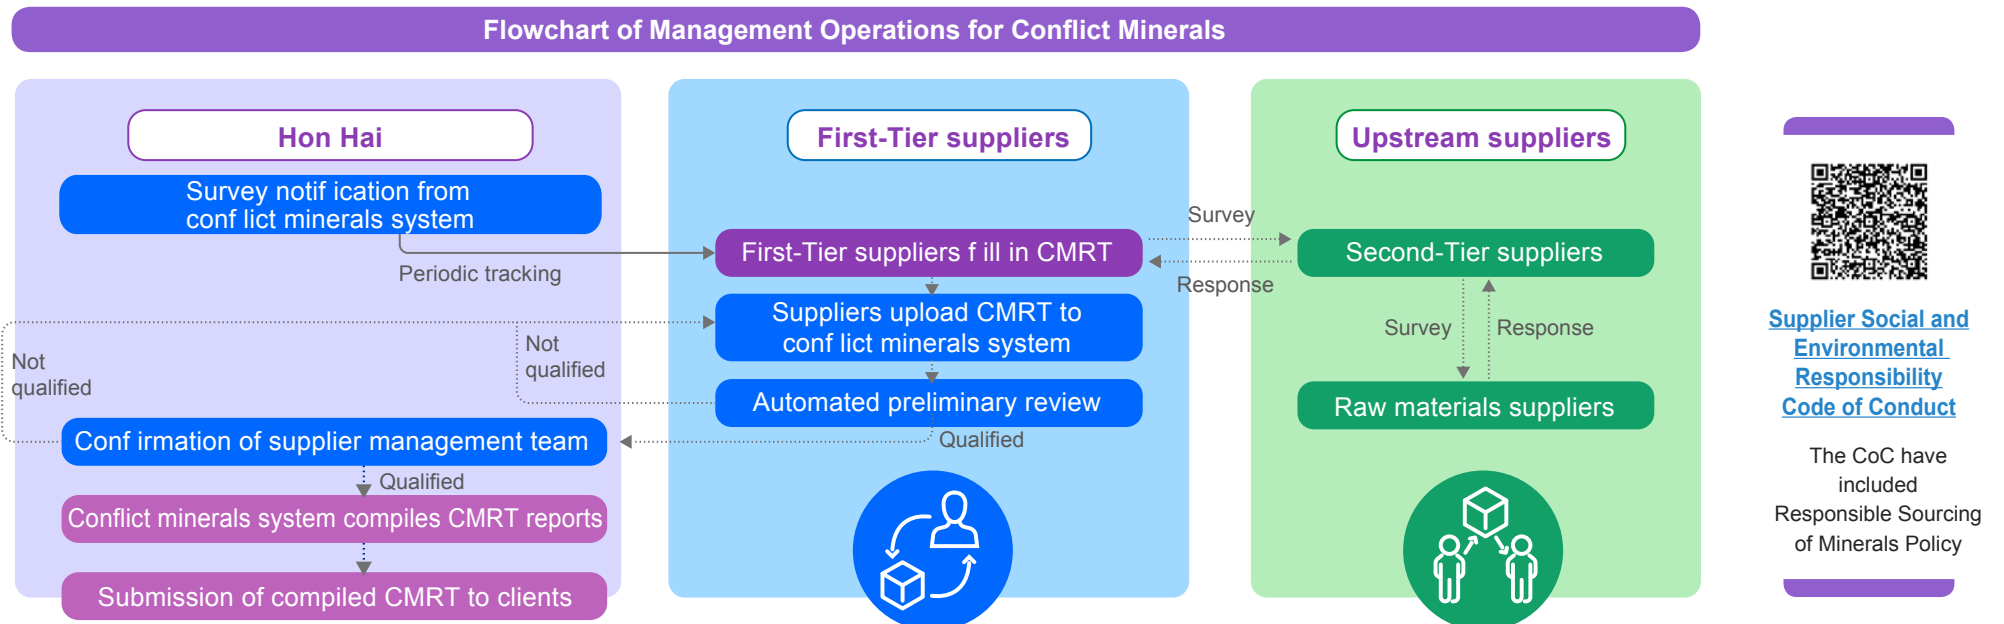 Flowchart of Management Operations for Conflict Minerals
Hon Hai
Survey notif ication from
conf lict minerals system
Periodic tracking
Not
qualified
Not
qualified
Conf irmation of supplier management team
Qualified
Conflict minerals system compiles CMRT reports
Submission of compiled CMRT to clients
First-Tier suppliers
First-Tier suppliers f ill in CMRT
Suppliers upload CMRT to
conf lict minerals system
Automated preliminary review
Qualified
Survey
Response
Upstream suppliers
Second-Tier suppliers
Survey
Response
Raw materials suppliers
Supplier Social and
Environmental
Responsibility
Code of Conduct
The CoC have
included
Responsible Sourcing
of Minerals Policy